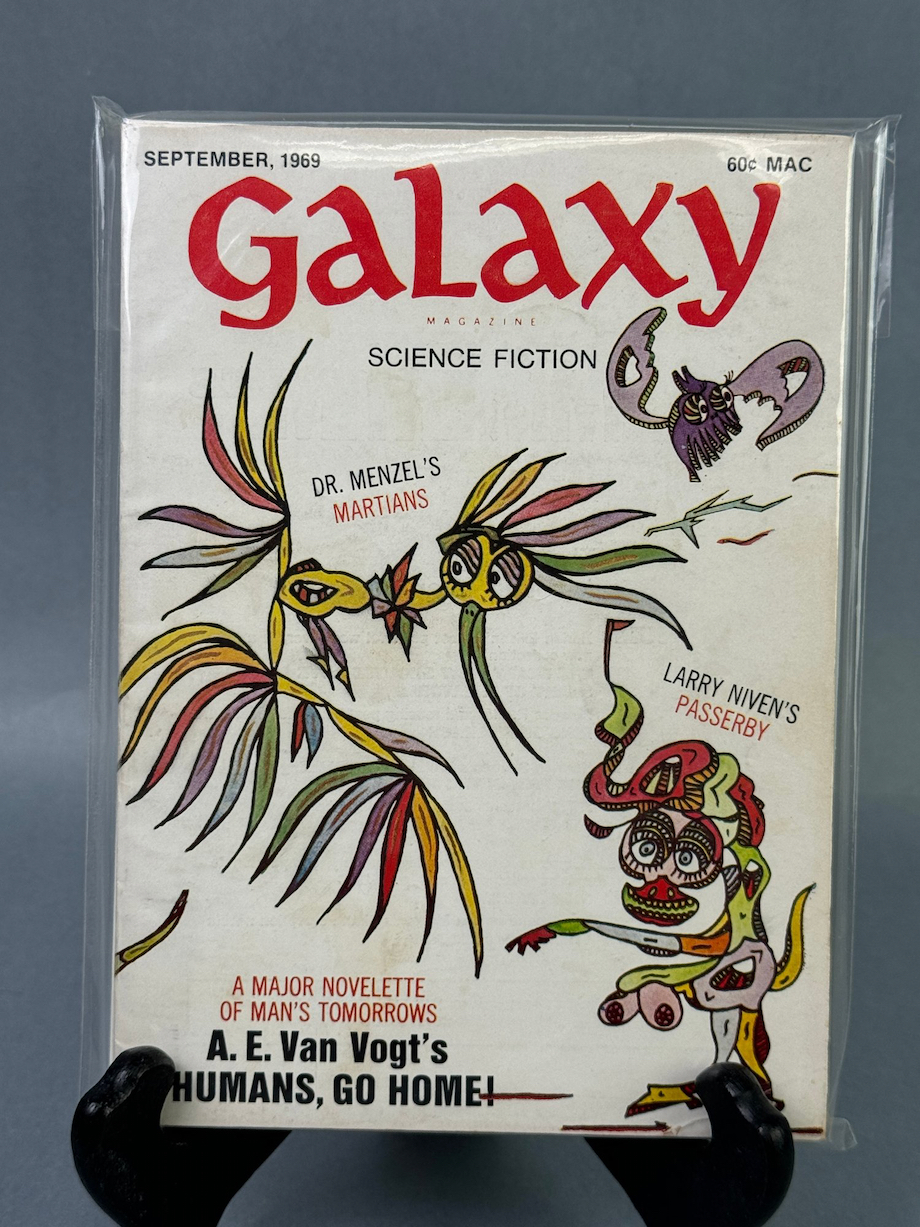 SEPTEMBER, 1969
60¢ MAC
galaxy
MAGAZINE
SCIENCE FICTION
DR. MENZEL'S
MARTIANS
LARRY NIVEN'S
PASSERBY
A MAJOR NOVELETTE
OF MAN'S TOMORROWS
A. E. Van Vogt's
HUMANS, GO HOME!